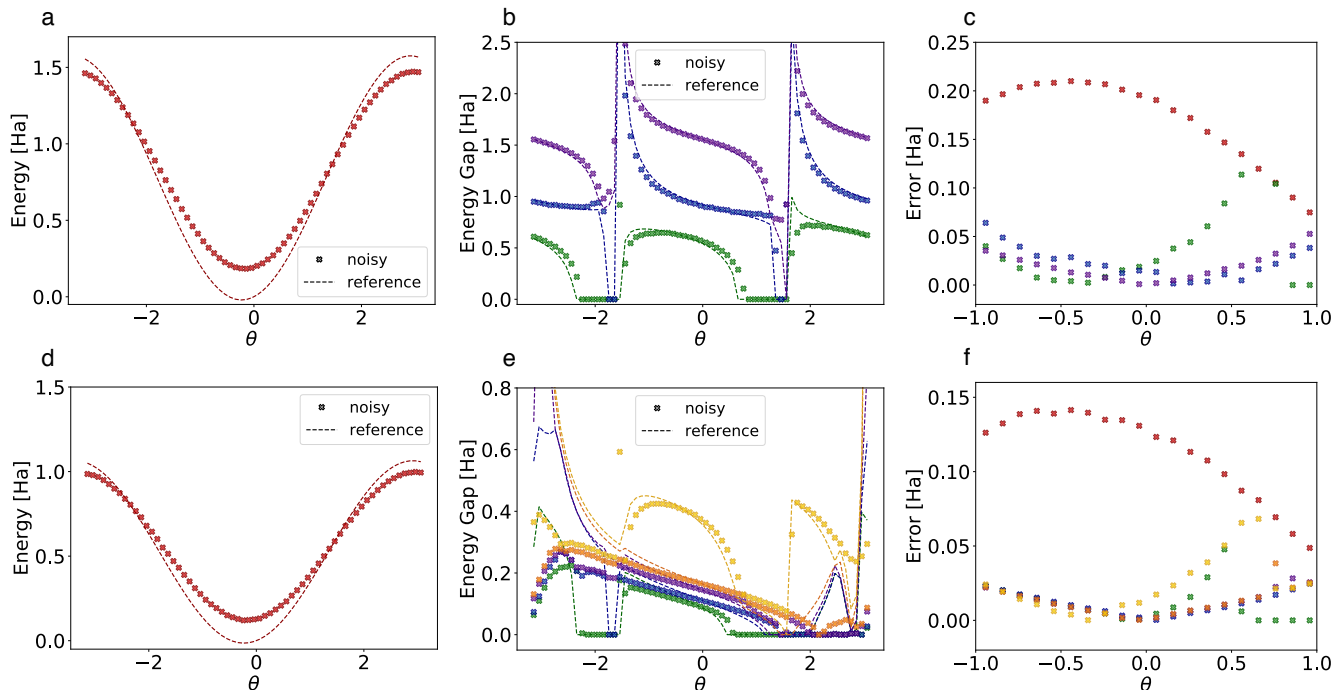 a
Energy [Ha]
1.5
1.0
0.5
0.0
−2
0
2
θ
noisy
reference
b
Energy Gap [Ha]
2.5
2.0
1.5
1.0
0.5
0.0
−2
0
2
θ
noisy
reference
c
Error [Ha]
0.25
0.20
0.15
0.10
0.05
0.00
−1.0
−0.5
0.0
0.5
1.0
θ
d
Energy [Ha]
1.5
1.0
0.5
0.0
−2
0
2
θ
noisy
reference
e
Energy Gap [Ha]
0.8
0.6
0.4
0.2
0.0
−2
0
2
θ
noisy
reference
f
Error [Ha]
0.15
0.10
0.05
0.00
−1.0
−0.5
0.0
0.5
1.0
θ